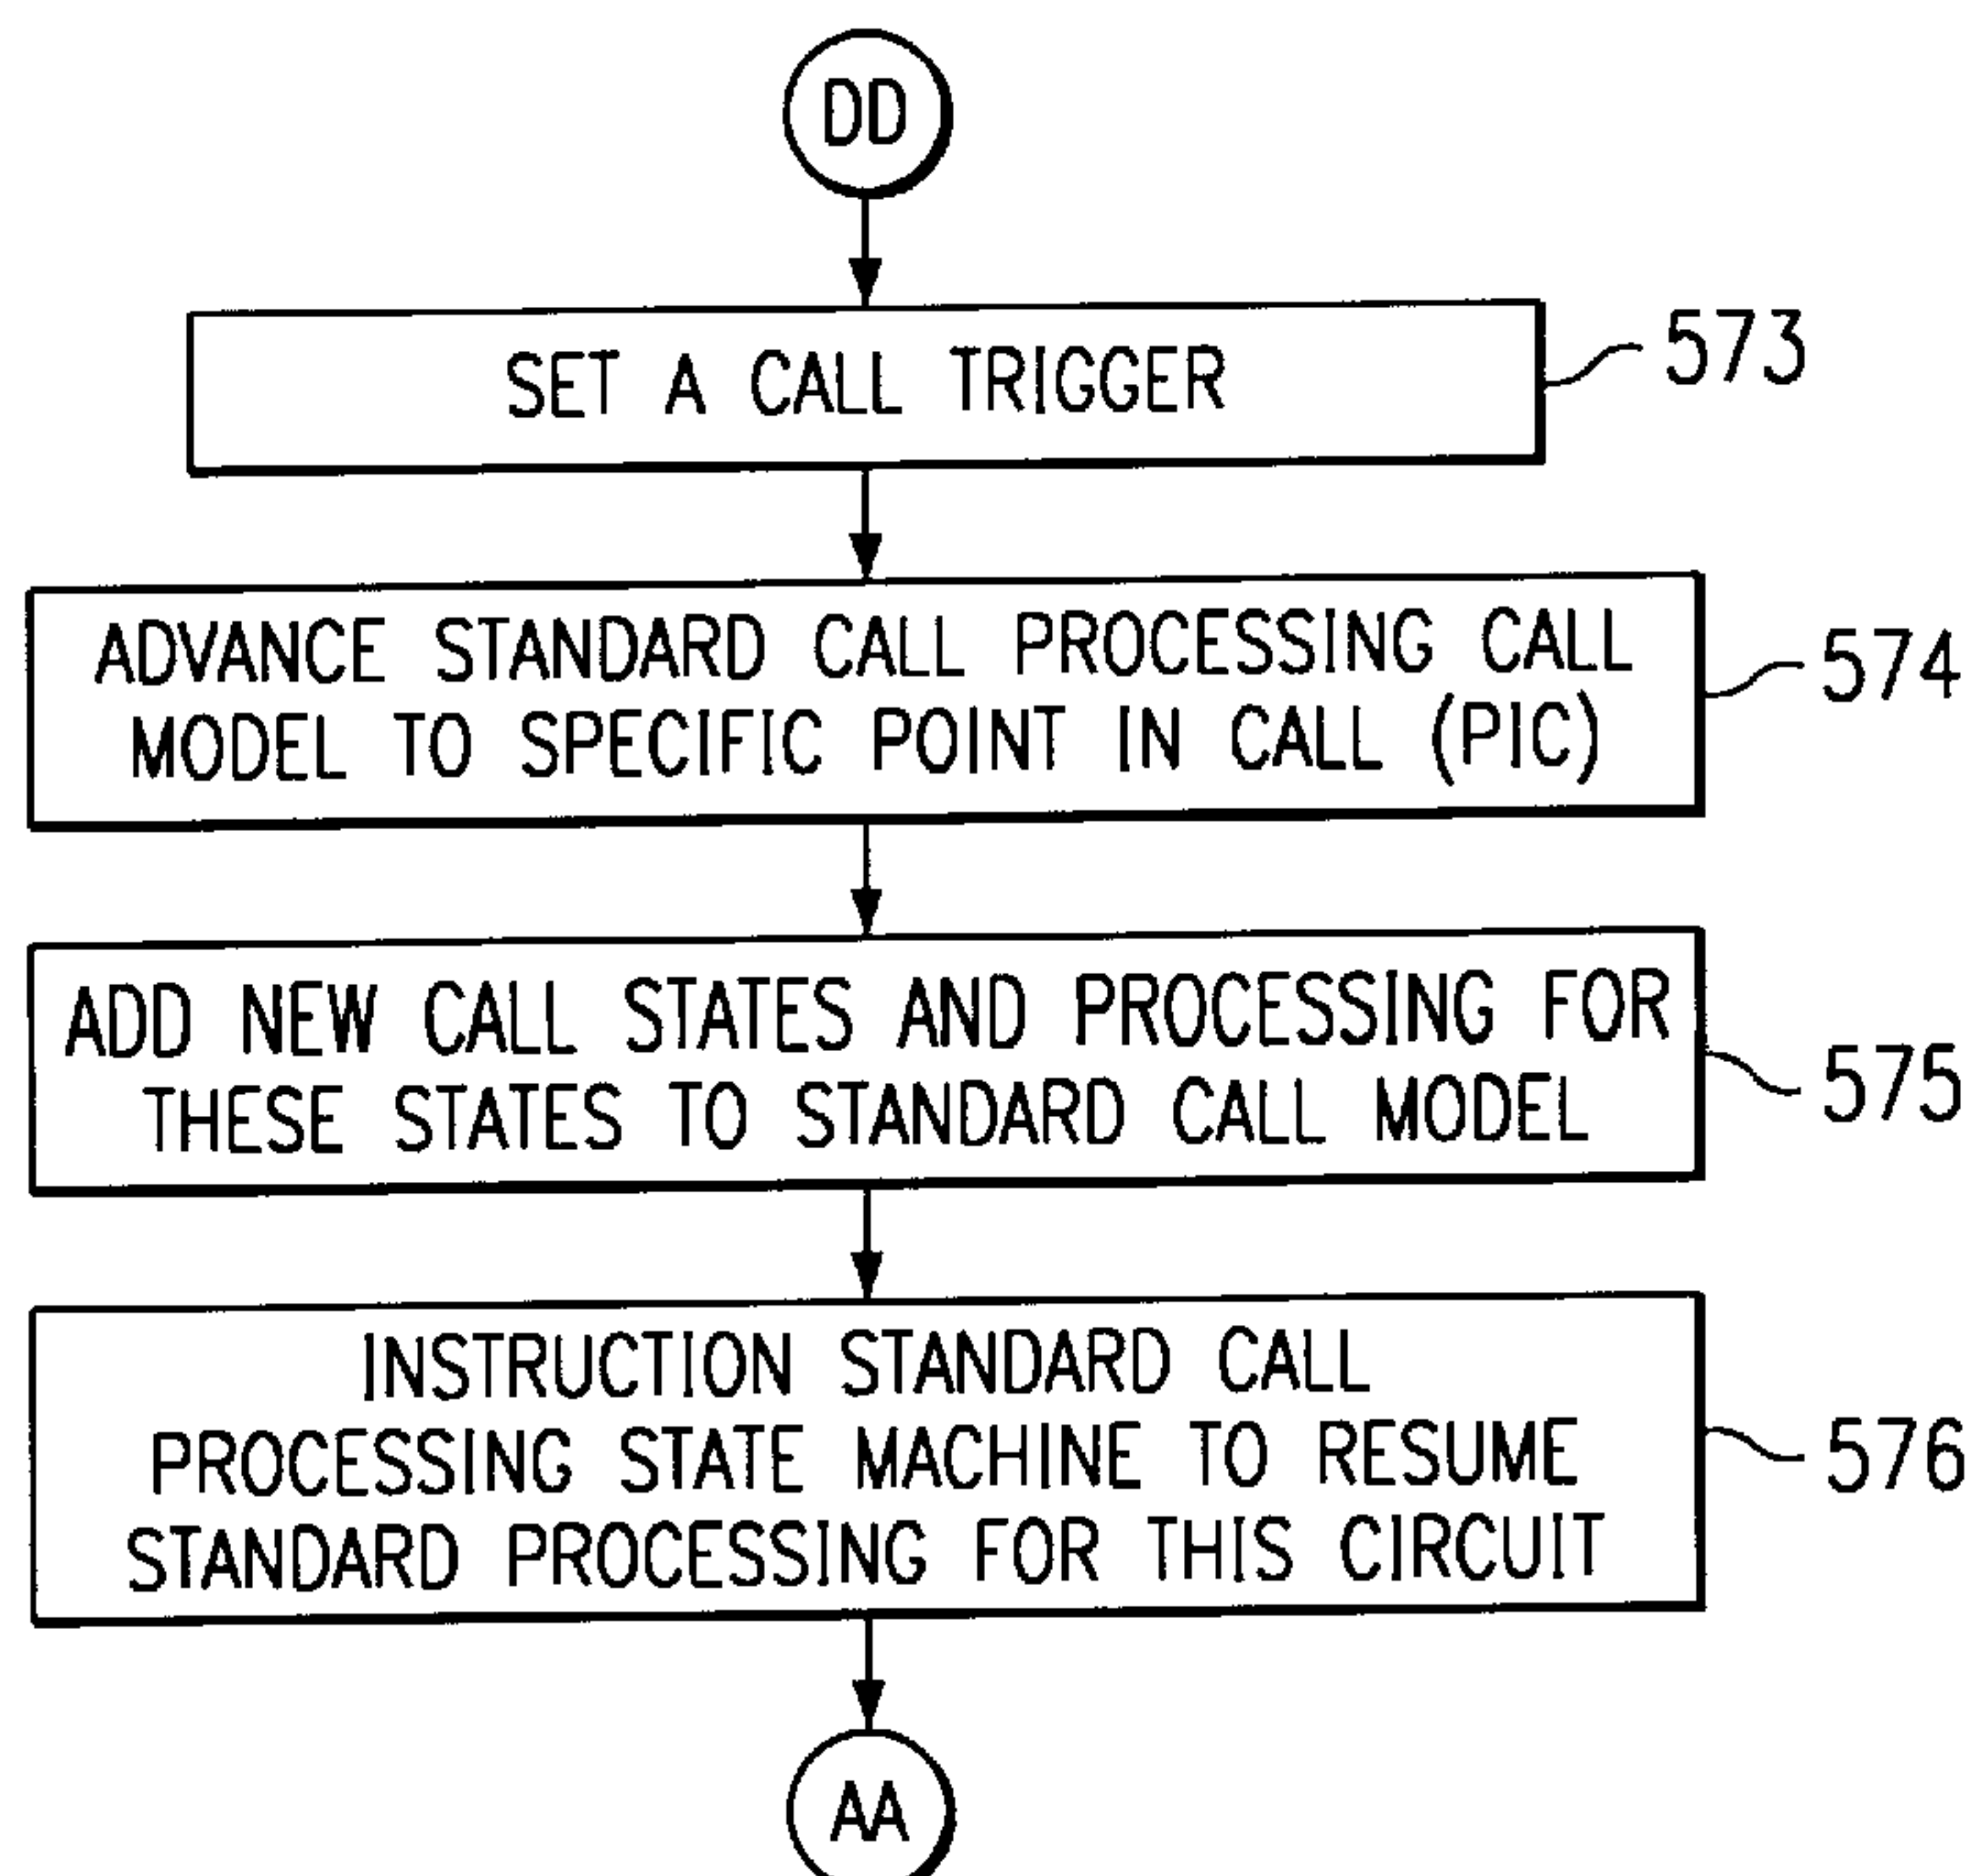 DD
SET A CALL TRIGGER
573
ADVANCE STANDARD CALL PROCESSING CALL
MODEL TO SPECIFIC POINT IN CALL (PIC)
574
ADD NEW CALL STATES AND PROCESSING FOR
THESE STATES TO STANDARD CALL MODEL
575
INSTRUCTION STANDARD CALL
PROCESSING STATE MACHINE TO RESUME
STANDARD PROCESSING FOR THIS CIRCUIT
576
AA